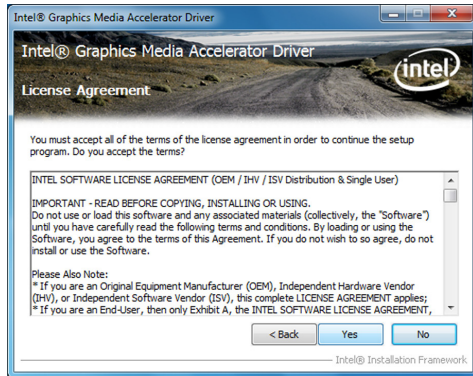 Intel® Graphics Media Accelerator Driver
Intel® Graphics Media Accelerator Driver
License Agreement
intel
You must accept all of the terms of the license agreement in order to continue the setup
program. Do you accept the terms?
INTEL SOFTWARE LICENSE AGREEMENT (OEM / IHV / ISV Distribution & Single User)
IMPORTANT - READ BEFORE COPYING, INSTALLING OR USING.
Do not use or load this software and any associated materials (collectively, the "Software")
until you have carefully read the following terms and conditions. By loading or using the
Software, you agree to the terms of this Agreement. If you do not wish to so agree, do not
install or use the Software.
Please Also Note:
* If you are an Original Equipment Manufacturer (OEM), Independent Hardware Vendor
(IHV), or Independent Software Vendor (ISV), this complete LICENSE AGREEMENT applies;
* If you are an End-User, then only Exhibit A, the INTEL SOFTWARE LICENSE AGREEMENT,
< Back Yes No
Intel® Installation Framework